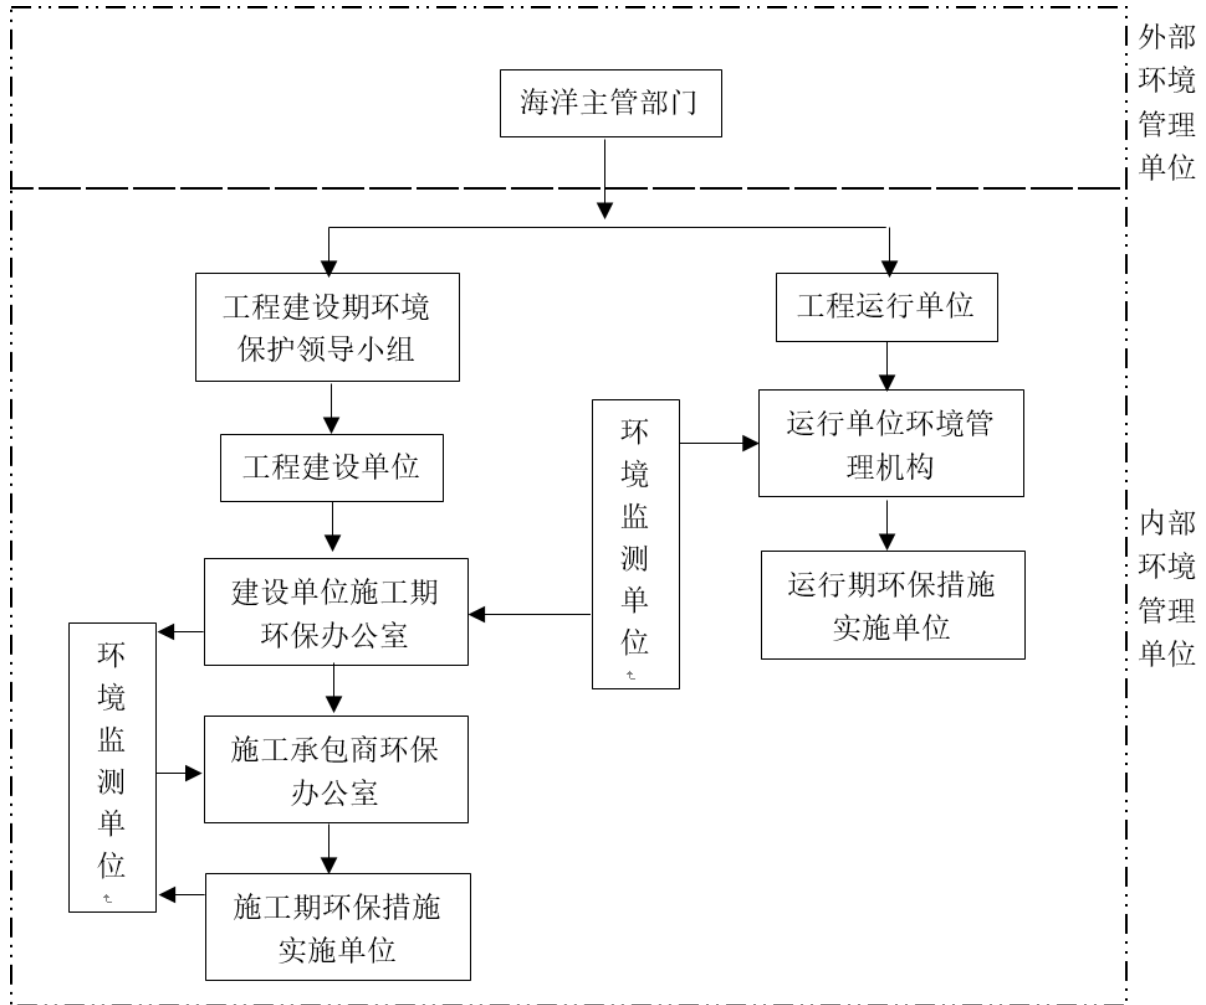 外部
环境
管理
单位
海洋主管部门
工程建设期环境
保护领导小组
工程运行单位
工程建设单位
环
境
监
测
单
位
运行单位环境管
理机构
内部
环境
管理
单位
建设单位施工期
环保办公室
运行期环保措施
实施单位
环
境
监
测
单
位
施工承包商环保
办公室
施工期环保措施
实施单位